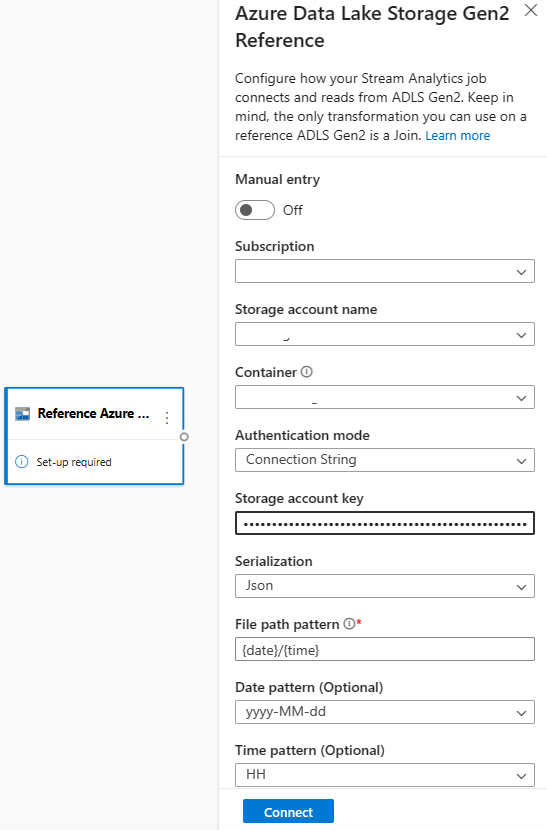 Azure Data Lake Storage Gen2
Reference
Configure how your Stream Analytics job
connects and reads from ADLS Gen2. Keep in
mind, the only transformation you can use on a
reference ADLS Gen2 is a Join. Learn more
Manual entry
Off
Subscription
Storage account name
Container
Reference Azure ...
Set-up required
Authentication mode
Connection String
Storage account key
Serialization
Json
File path pattern *
{date}/{time}
Date pattern (Optional)
yyyy-MM-dd
Time pattern (Optional)
HH
Connect